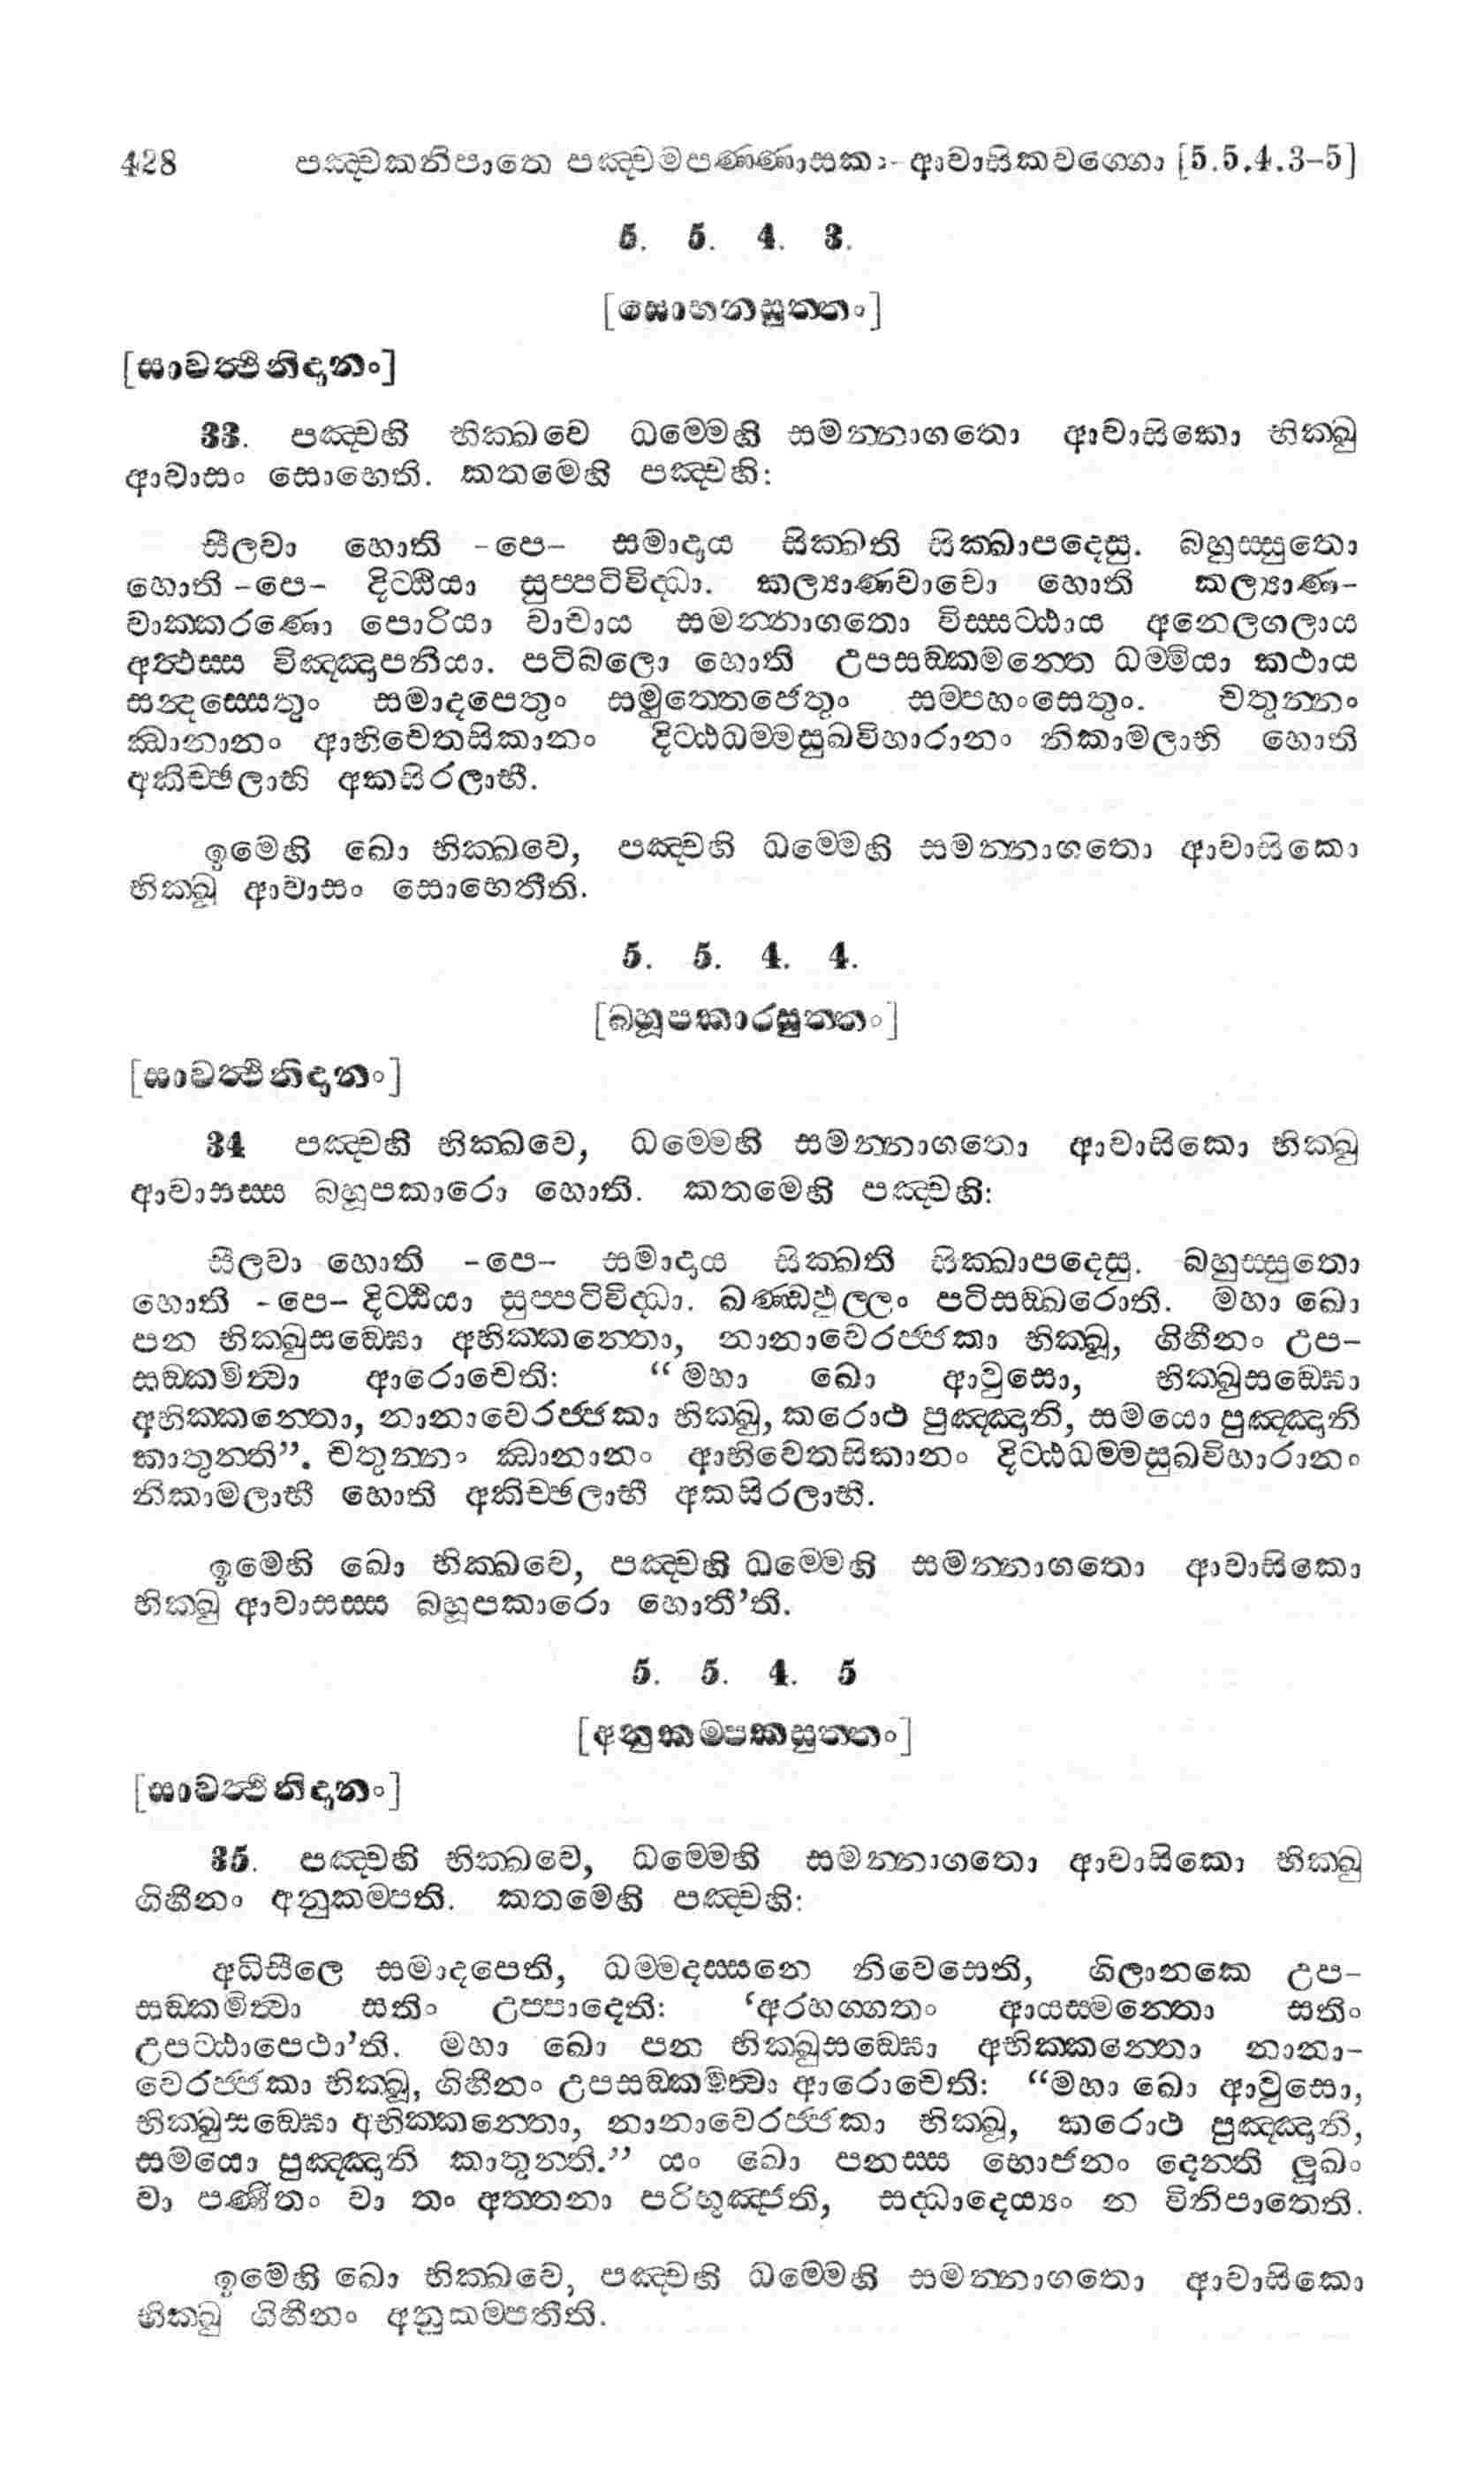 428 පඤ්චකනිපාතෙ පඤ්චමපණ්ණාසකා-ආවාසිකවග්ගො [5.5.4.3-5]
5. 5. 4. 3.
[සොභනසුත්තං]
[සාවත්ථිනිදානං]
33. පඤ්චහි භික්ඛවෙ ධම්මෙහි සමන්නාගතො ආවාසිකො භික්ඛු
ආවාසං සොභෙති. කතමෙහි පඤ්චහි:
සීලවා හොති -පෙ- සමාදාය සික්ඛති සික්ඛාපදෙසු. බහුස්සුතො
හොති -පෙ- දිට්ඨියා සුප්පටිවිද්ධා. කල්‍යාණවාචො හොති කල්‍යාණ-
වාක්කරණො පොරියා වාචාය සමන්නාගතො විස්සට්ඨාය අනෙලගලාය
අත්ථස්ස විඤ්ඤාපනියා. පටිබලො හොති උපසඞ්කමන්තෙ ධම්මියා කථාය
සන්දස්සෙතුං සමාදපෙතුං සමුත්තෙජෙතුං සම්පහංසෙතුං. චතුන්නං
ඣානානං ආභිචෙතසිකානං දිට්ඨධම්මසුඛවිහාරානං නිකාමලාභි හොති
අකිච්ඡලාභි අකසිරලාභී.
ඉමෙහි ඛො භික්ඛවෙ, පඤ්චහි ධම්මෙහි සමන්නාගතො ආවාසිකො
භික්ඛු ආවාසං සොභෙතීති.
5. 5. 4. 4.
[බහූපකාරසුත්තං]
[සාවත්ථිනිදානං]
34 පඤ්චහි භික්ඛවෙ, ධම්මෙහි සමන්නාගතො ආවාසිකො භික්ඛු
ආවාසස්ස බහූපකාරො හොති. කතමෙහි පඤ්චහි:
සීලවා හොති -පෙ- සමාදාය සික්ඛති සික්ඛාපදෙසු. බහුස්සුතො
හොති -පෙ- දිට්ඨියා සුප්පටිවිද්ධා. ඛණ්ඩඵුල්ලං පටිසඞ්ඛරොති. මහා ඛො
පන භික්ඛුසඞ්ඝො අභික්කන්තො, නානාවෙරජ්ජකා භික්ඛූ, ගිහීනං උප-
සඞ්කමිත්වා ආරොචෙති: “මහා ඛො ආවුසො, භික්ඛුසඞ්ඝො
අභික්කන්තො, නානාවෙරජ්ජකා භික්ඛු, කරොථ පුඤ්ඤානි, සමයො පුඤ්ඤානි
කාතුන්ති”. චතුන්නං ඣානානං ආභිචෙතසිකානං දිට්ඨධම්මසුඛවිහාරානං
නිකාමලාභී හොති අකිච්ඡලාභී අකසිරලාභී.
ඉමෙහි ඛො භික්ඛවෙ, පඤ්චහි ධම්මෙහි සමන්නාගතො ආවාසිකො
භික්ඛු ආවාසස්ස බහූපකාරො හොතී’ති.
5. 5. 4. 5
[අනුකම්පකසුත්තං]
[සාවත්ථිනිදානං]
35. පඤ්චහි භික්ඛවෙ, ධම්මෙහි සමන්නාගතො ආවාසිකො භික්ඛු
ගිහීනං අනුකම්පති. කතමෙහි පඤ්චහි:
අධිසීලෙ සමාදපෙති, ධම්මදස්සනෙ නිවෙසෙති, ගිලානකෙ උප-
සඞ්කමිත්වා සතිං උප්පාදෙති: ‘අරහග්ගතං ආයස්මන්තො සතිං
උපට්ඨාපෙථා’ති. මහා ඛො පන භික්ඛුසඞ්ඝො අභික්කන්තො නානා-
වෙරජ්ජකා භික්ඛූ, ගිහීනං උපසඞ්කමිත්වා ආරොචෙති: “මහා ඛො ආවුසො,
භික්ඛුසඞ්ඝො අභික්කන්තො, නානාවෙරජ්ජකා භික්ඛූ, කරොථ පුඤ්ඤානි,
සමයො පුඤ්ඤානි කාතුන්ති.” යං ඛො පනස්ස භොජනං දෙන්ති ලූඛං
වා පණීතං වා තං අත්තනා පරිභුඤ්ජති, සද්ධාදෙය්‍යං න විනිපාතෙති.
ඉමෙහි ඛො භික්ඛවෙ, පඤ්චහි ධම්මෙහි සමන්නාගතො ආවාසිකො
භික්ඛු ගිහීනං අනුකම්පතීති.